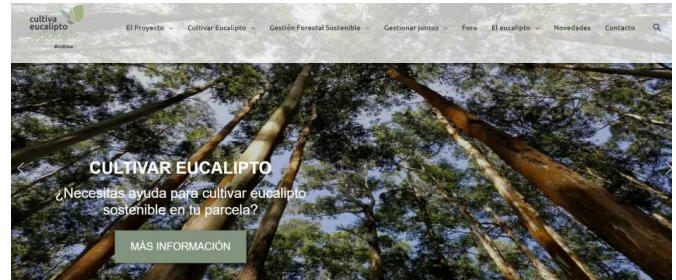 cultiva
eucalipto
El Proyecto
Cultivar Eucalipto
Gestión Forestal Sostenible
Gestionar juntos
Foro
El eucalipto
Novedades
Contacto
#cultiva
CULTIVAR EUCALIPTO
¿Necesitas ayuda para cultivar eucalipto
sostenible en tu parcela?
MÁS INFORMACIÓN